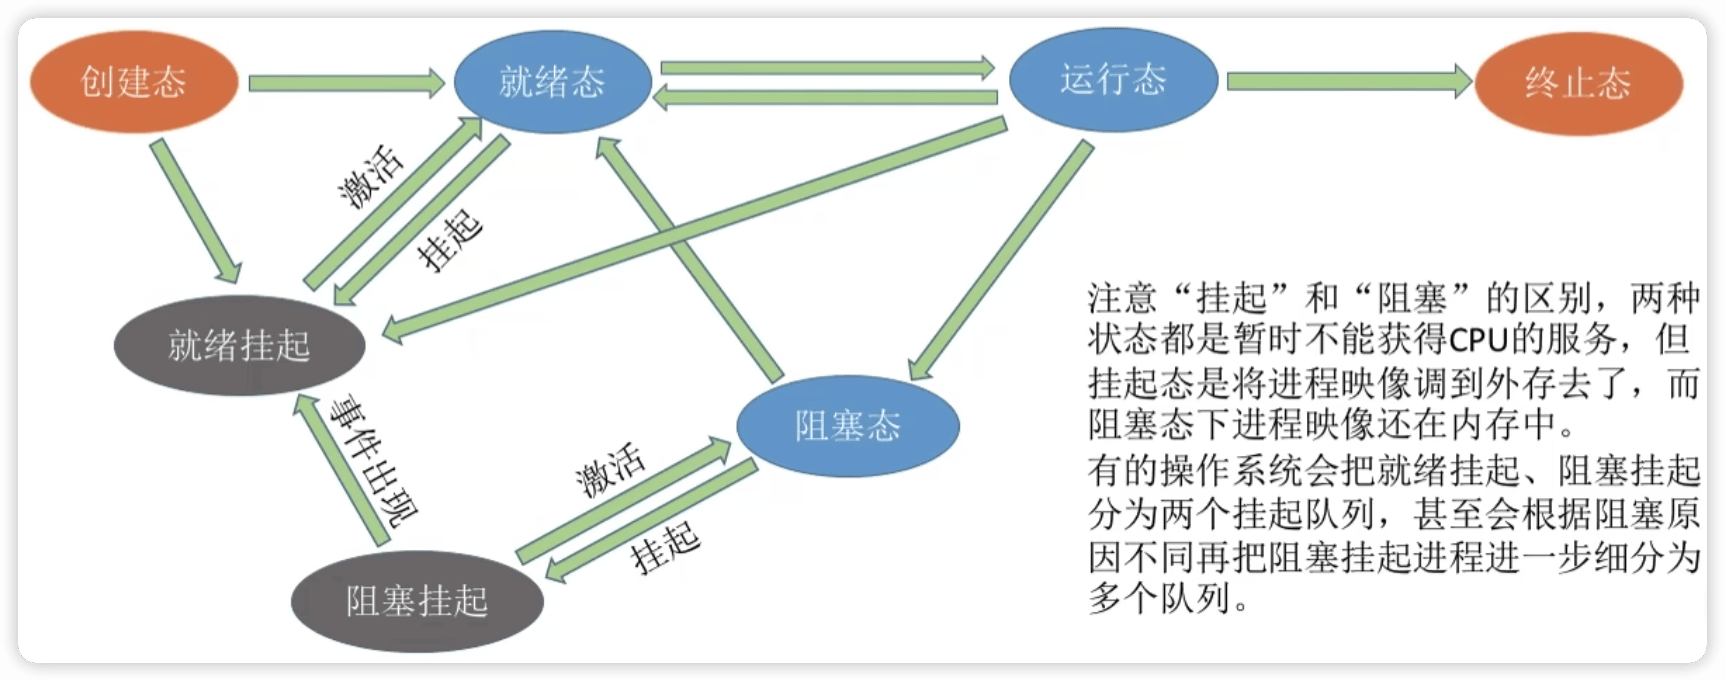 创建态
就绪态
运行态
终止态
激活
挂起
就绪挂起
事件出现
阻塞态
激活
挂起
阻塞挂起
注意“挂起”和“阻塞”的区别，两种
状态都是暂时不能获得CPU的服务，但
挂起态是将进程映像调到外存去了，而
阻塞态下进程映像还在内存中。
有的操作系统会把就绪挂起、阻塞挂起
分为两个挂起队列，甚至会根据阻塞原
因不同再把阻塞挂起进程进一步细分为
多个队列。